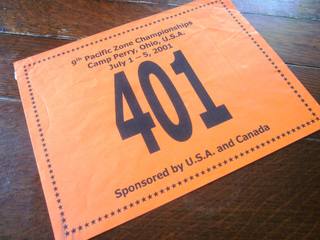 9th Pacific Zone Championships
Camp Perry, Ohio, U.S.A.
July 1 – 5, 2001
401
Sponsored by U.S.A. and Canada